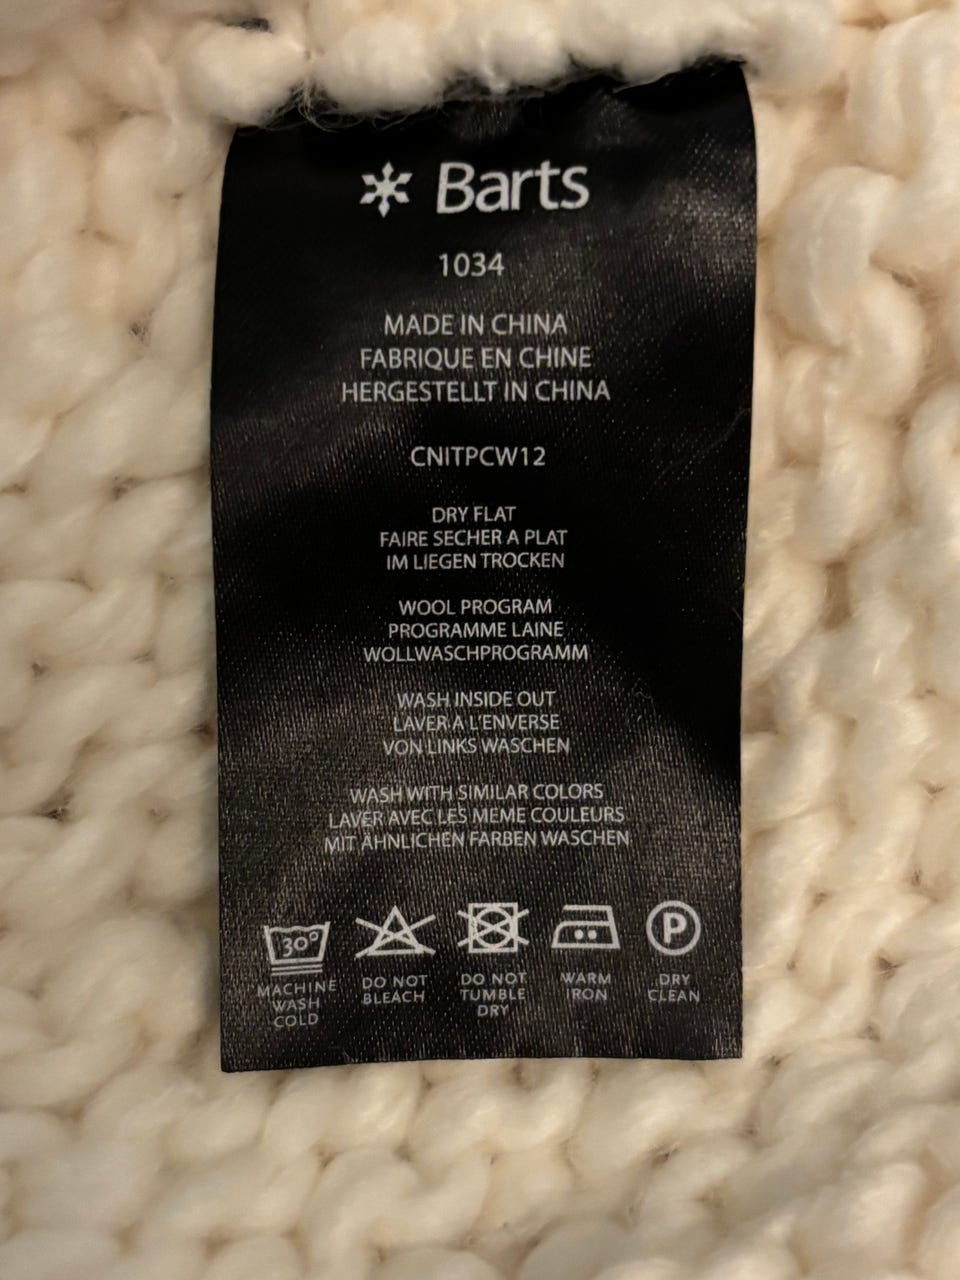 Barts
1034
MADE IN CHINA
FABRIQUE EN CHINE
HERGESTELLT IN CHINA
CNITPCW12
DRY FLAT
FAIRE SECHER A PLAT
IM LIEGEN TROCKEN
WOOL PROGRAM
PROGRAMME LAINE
WOLLWASCHPROGRAMM
WASH INSIDE OUT
LAVER A L'ENVERSE
VON LINKS WASCHEN
WASH WITH SIMILAR COLORS
LAVER AVEC LES MEME COULEURS
MIT ÄHNLICHEN FARBEN WASCHEN
30°
MACHINE
WASH
COLD
DO NOT
BLEACH
DO NOT
TUMBLE
DRY
WARM
IRON
P
DRY
CLEAN